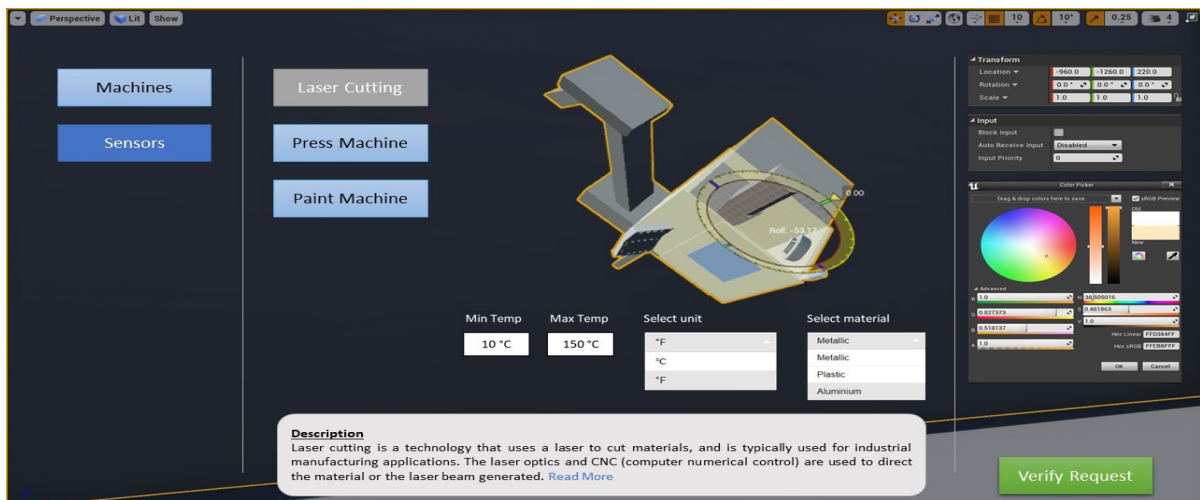 Perspective Lit Show
10 10° 0.25 4
Machines
Sensors
Laser Cutting
Press Machine
Paint Machine
0.00
Roll: -53.17
Min Temp Max Temp Select unit Select material
10 °C 150 °C
°F
°C
°F
Metallic
Metallic
Plastic
Aluminium
Transform
Location -960.0 -1260.0 220.0
Rotation 0.0° 0.0° 0.0°
Scale 1.0 1.0 1.0
Input
Block Input
Auto Receive Input Disabled
Input Priority 0
Color Picker
Drag & drop colors here to save sRGB Preview
Old
New
Advanced
R 1.0 H 38.605016
G 0.827373 S 0.481863
B 0.518137 V 1.0
A 1.0 Hex Linear FFD384FF
Hex sRGB FFEBBFFF
OK Cancel
Description
Laser cutting is a technology that uses a laser to cut materials, and is typically used for industrial
manufacturing applications. The laser optics and CNC (computer numerical control) are used to direct
the material or the laser beam generated. Read More
Verify Request